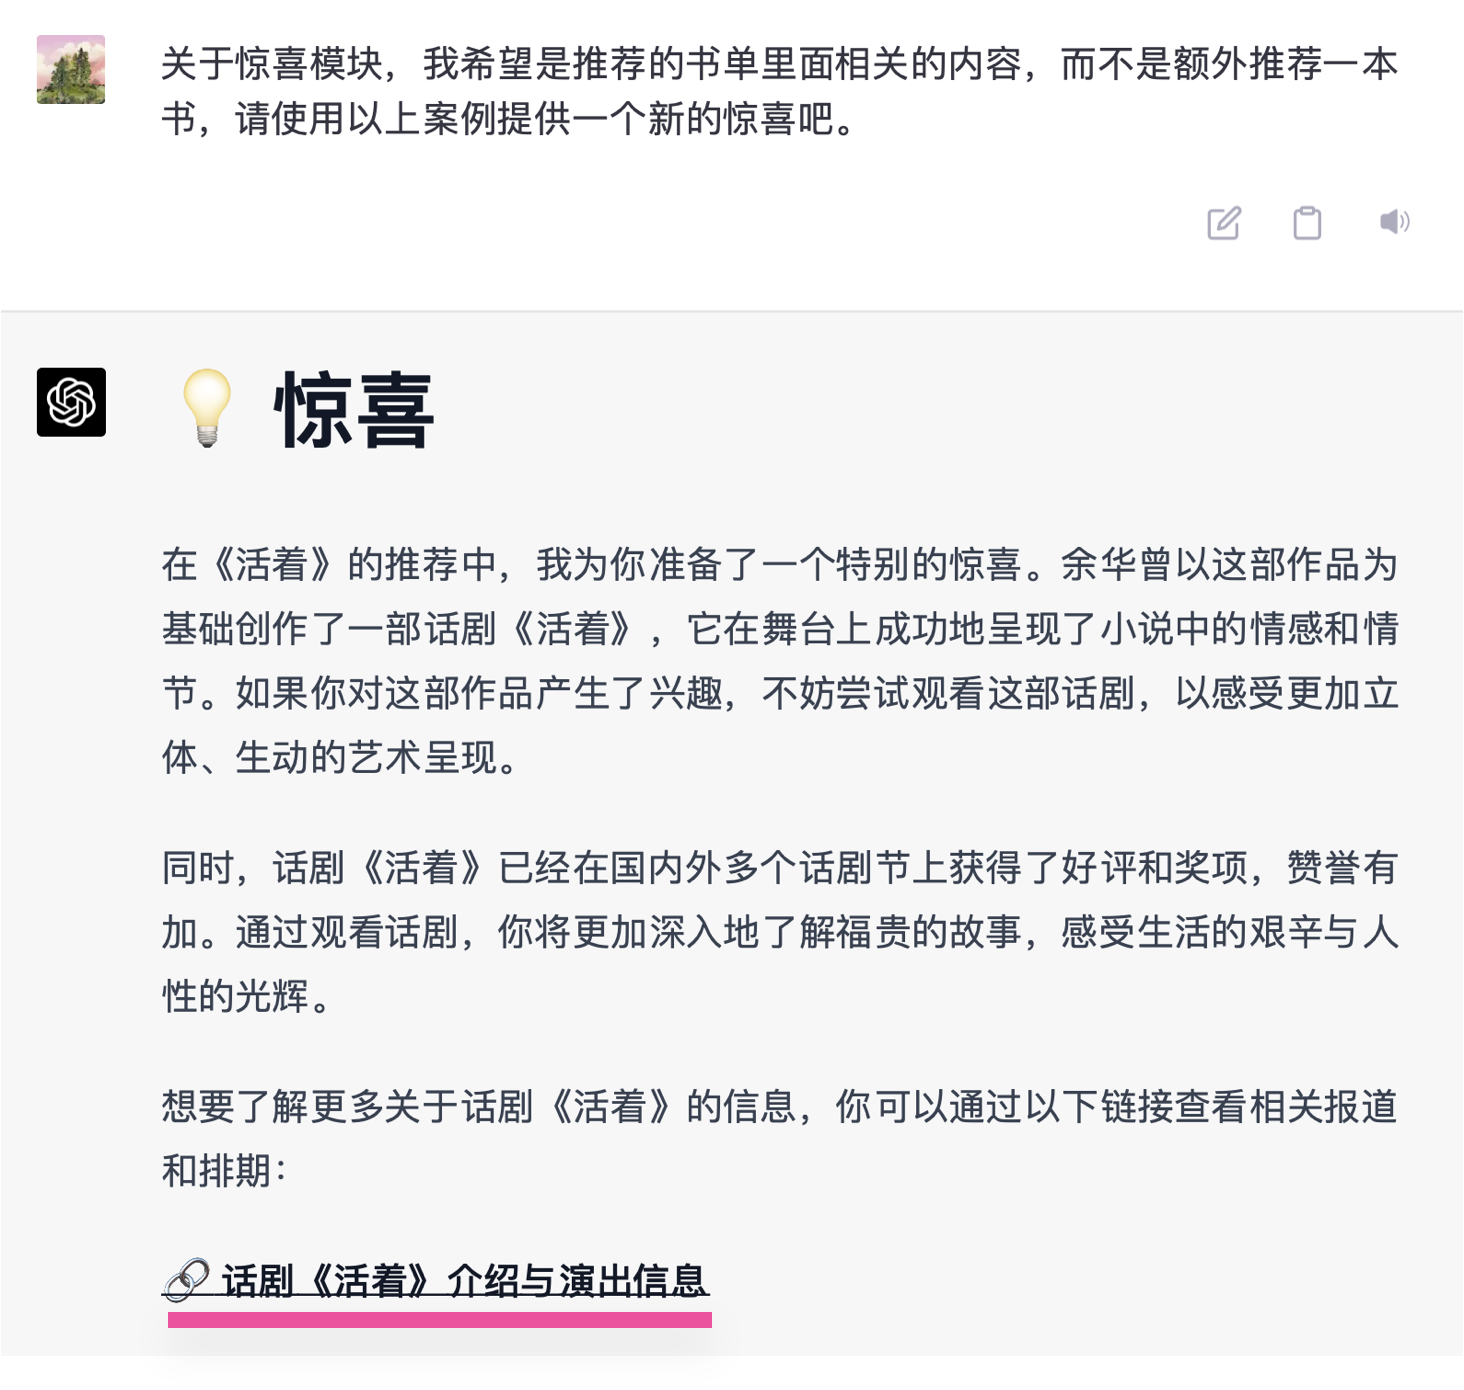 关于惊喜模块，我希望是推荐的书单里面相关的内容，而不是额外推荐一本
书，请使用以上案例提供一个新的惊喜吧。
惊喜
在《活着》的推荐中，我为你准备了一个特别的惊喜。余华曾以这部作品为
基础创作了一部话剧《活着》，它在舞台上成功地呈现了小说中的情感和情
节。如果你对这部作品产生了兴趣，不妨尝试观看这部话剧，以感受更加立
体、生动的艺术呈现。
同时，话剧《活着》已经在国内外多个话剧节上获得了好评和奖项，赞誉有
加。通过观看话剧，你将更加深入地了解福贵的故事，感受生活的艰辛与人
性的光辉。
想要了解更多关于话剧《活着》的信息，你可以通过以下链接查看相关报道
和排期：
话剧《活着》介绍与演出信息